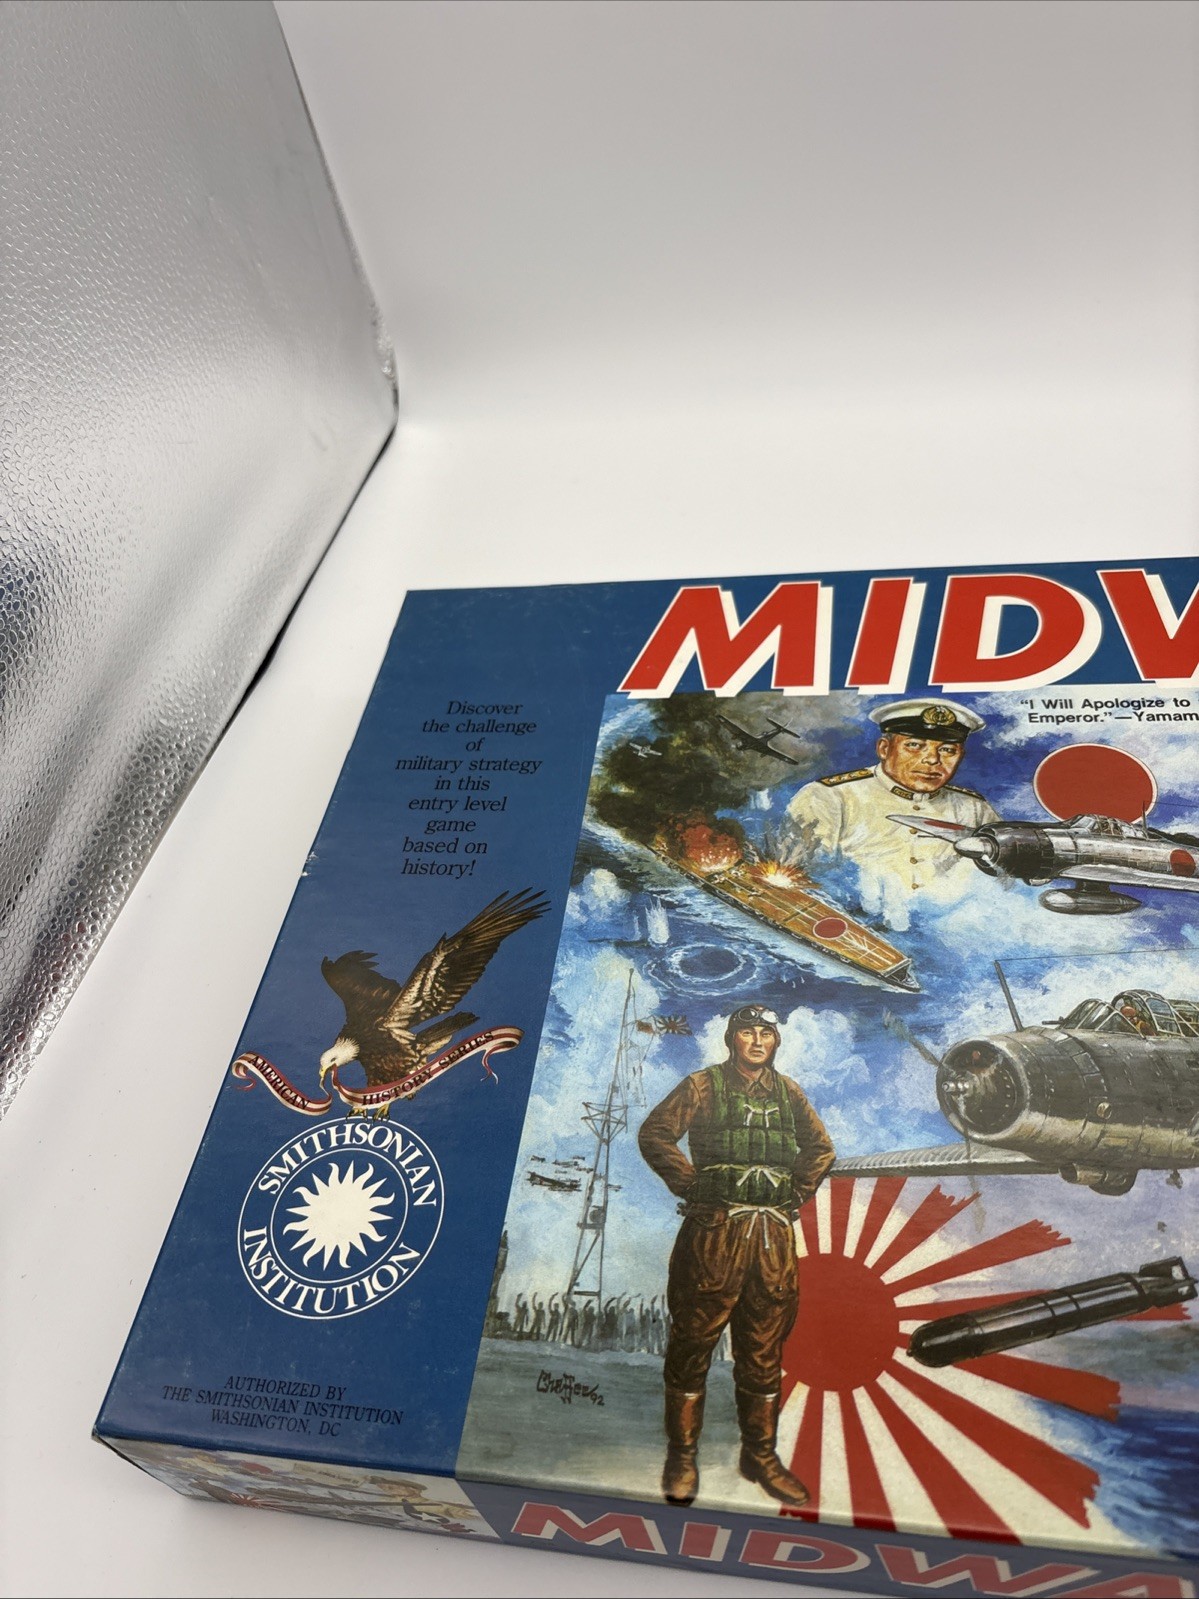 MIDW
"I Will Apologize to
Emperor."—Yamam
Discover
the challenge
of
military strategy
in this
entry level
game
based on
history!
AMERICAN HISTORY SERIES
SMITHSONIAN
INSTITUTION
AUTHORIZED BY
THE SMITHSONIAN INSTITUTION
WASHINGTON, DC
MIDWA